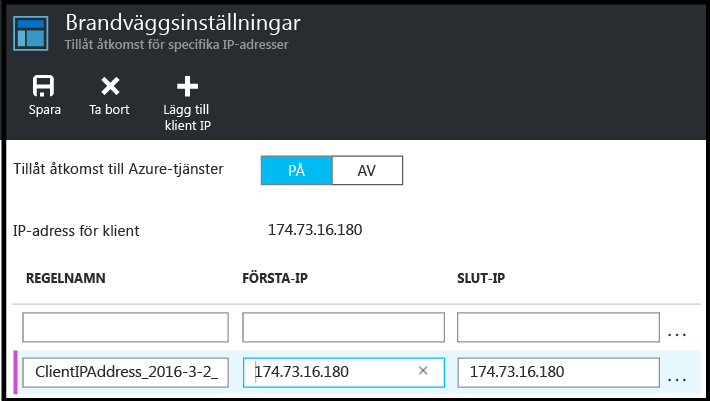 Brandväggsinställningar
Tillåt åtkomst för specifika IP-adresser
Spara
Ta bort
Lägg till
klient IP
Tillåt åtkomst till Azure-tjänster
PÅ
AV
IP-adress för klient
174.73.16.180
REGELNAMN
FÖRSTA-IP
SLUT-IP
...
ClientIPAddress_2016-3-2_
174.73.16.180
174.73.16.180
...